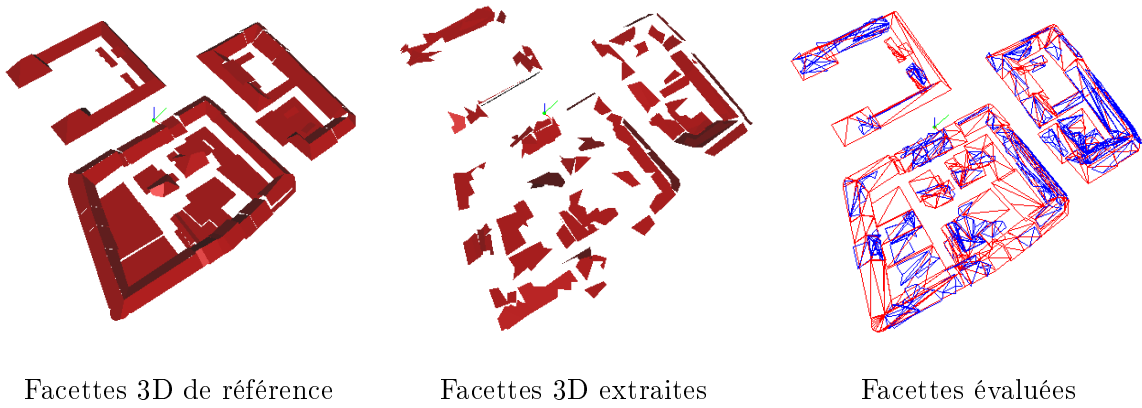 Facettes 3D de référence
Facettes 3D extraites
Facettes évaluées